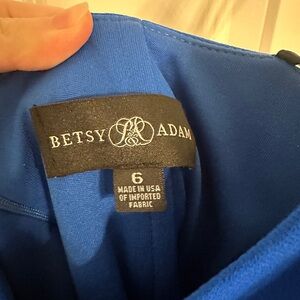 BETSY ADAM
6
MADE IN USA
OF IMPORTED
FABRIC